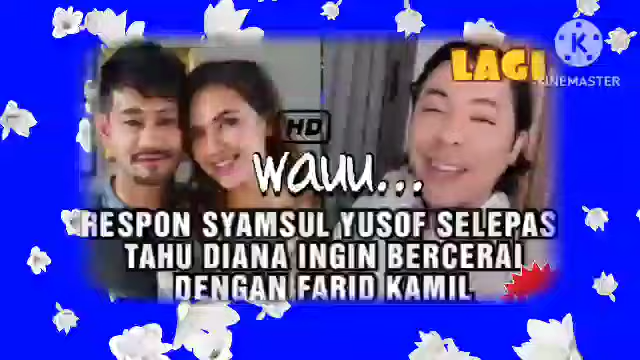 LAGI
KINEMASTER
HD
wauu...
RESPON SYAMSUL YUSOF SELEPAS
TAHU DIANA INGIN BERCERAI
DENGAN FARID KAMIL